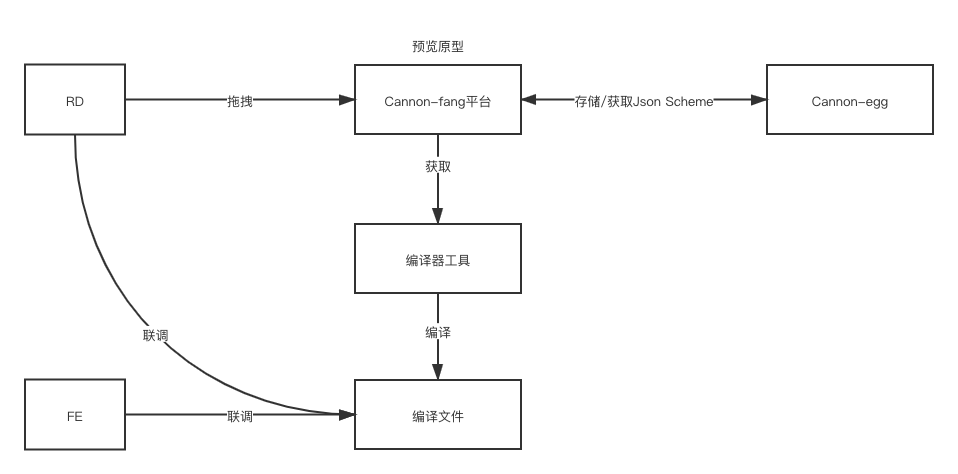 预览原型
RD
拖拽
Cannon-fang平台
存储/获取Json Scheme
Cannon-egg
获取
编译器工具
编译
联调
FE
联调
编译文件